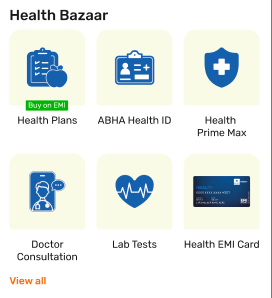 Health Bazaar
Buy on EMI
Health Plans
ABHA Health ID
Health
Prime Max
Doctor
Consultation
Lab Tests
Health EMI Card
View all